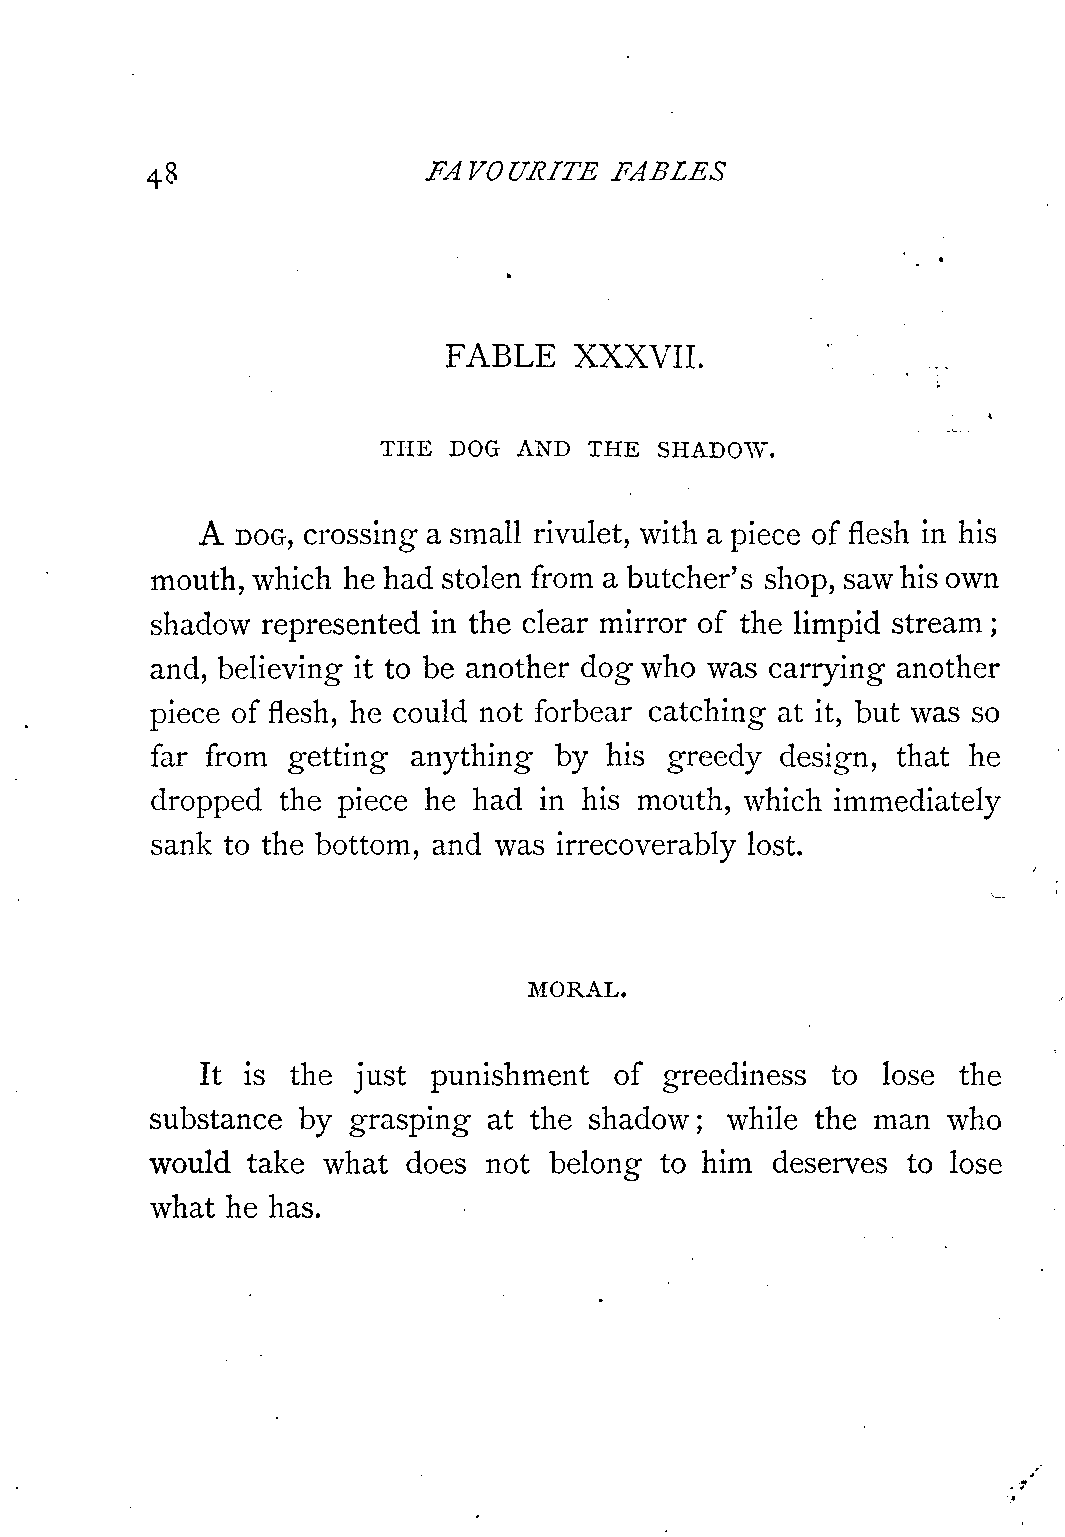 48 FAVOURITE FABLES
FABLE XXXVII.
THE DOG AND THE SHADOW.
A DOG, crossing a small rivulet, with a piece of flesh in his
mouth, which he had stolen from a butcher's shop, saw his own
shadow represented in the clear mirror of the limpid stream;
and, believing it to be another dog who was carrying another
piece of flesh, he could not forbear catching at it, but was so
far from getting anything by his greedy design, that he
dropped the piece he had in his mouth, which immediately
sank to the bottom, and was irrecoverably lost.
MORAL.
It is the just punishment of greediness to lose the
substance by grasping at the shadow; while the man who
would take what does not belong to him deserves to lose
what he has.